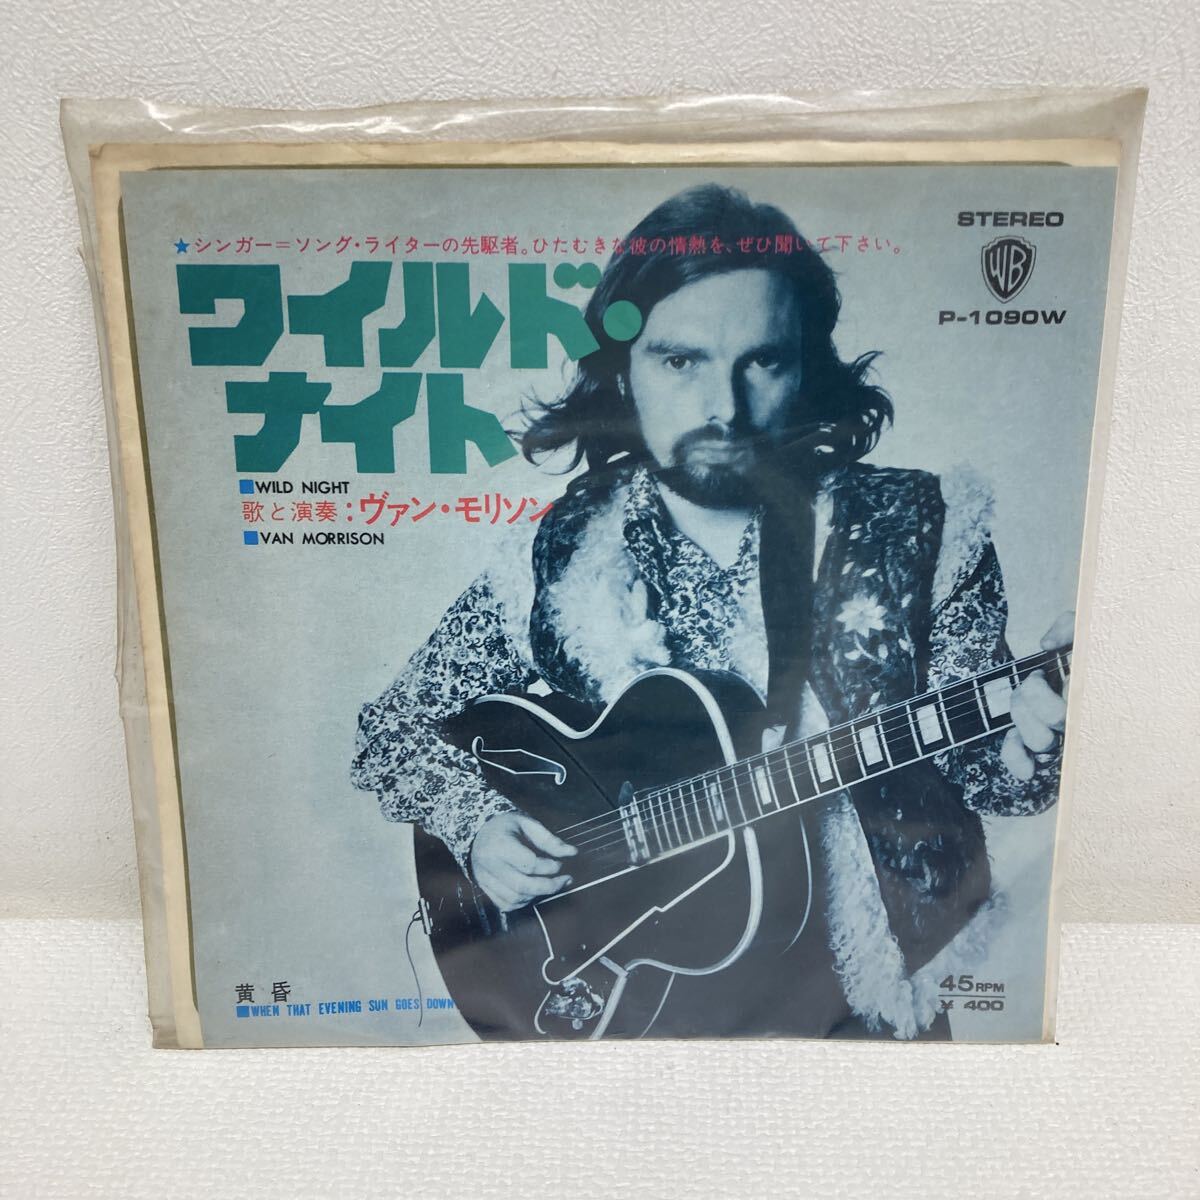 ★シンガー=ソング・ライターの先駆者。ひたむきな彼の情熱を、ぜひ聞いて下さい。
STEREO
WB
P-1090W
ワイルド・
ナイト
WILD NIGHT
歌と演奏:ヴァン・モリソン
VAN MORRISON
黄昏
WHEN THAT EVENING SUN GOES DOWN
45RPM
¥ 400